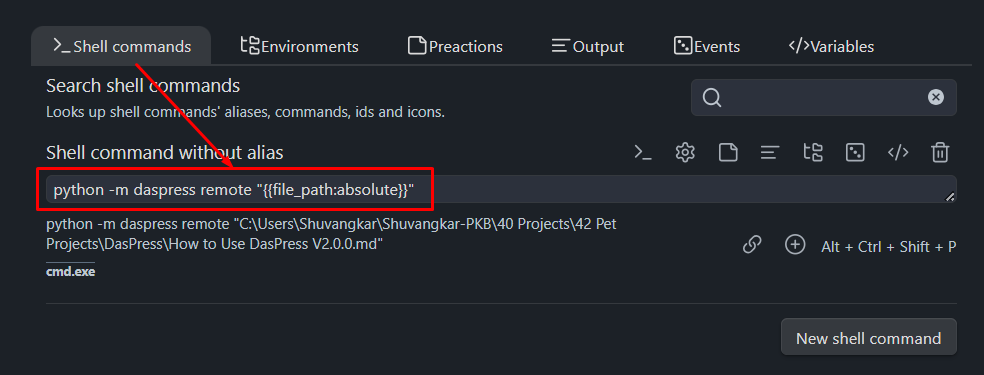 Shell commands Environments Preactions Output Events Variables
Search shell commands
Looks up shell commands' aliases, commands, ids and icons.
Shell command without alias
python -m daspress remote "{{file_path:absolute}}"
python -m daspress remote "C:\Users\Shuvangkar\Shuvangkar-PKB\40 Projects\42 Pet
Projects\DasPress\How to Use DasPress V2.0.0.md"
Alt + Ctrl + Shift + P
cmd.exe
New shell command